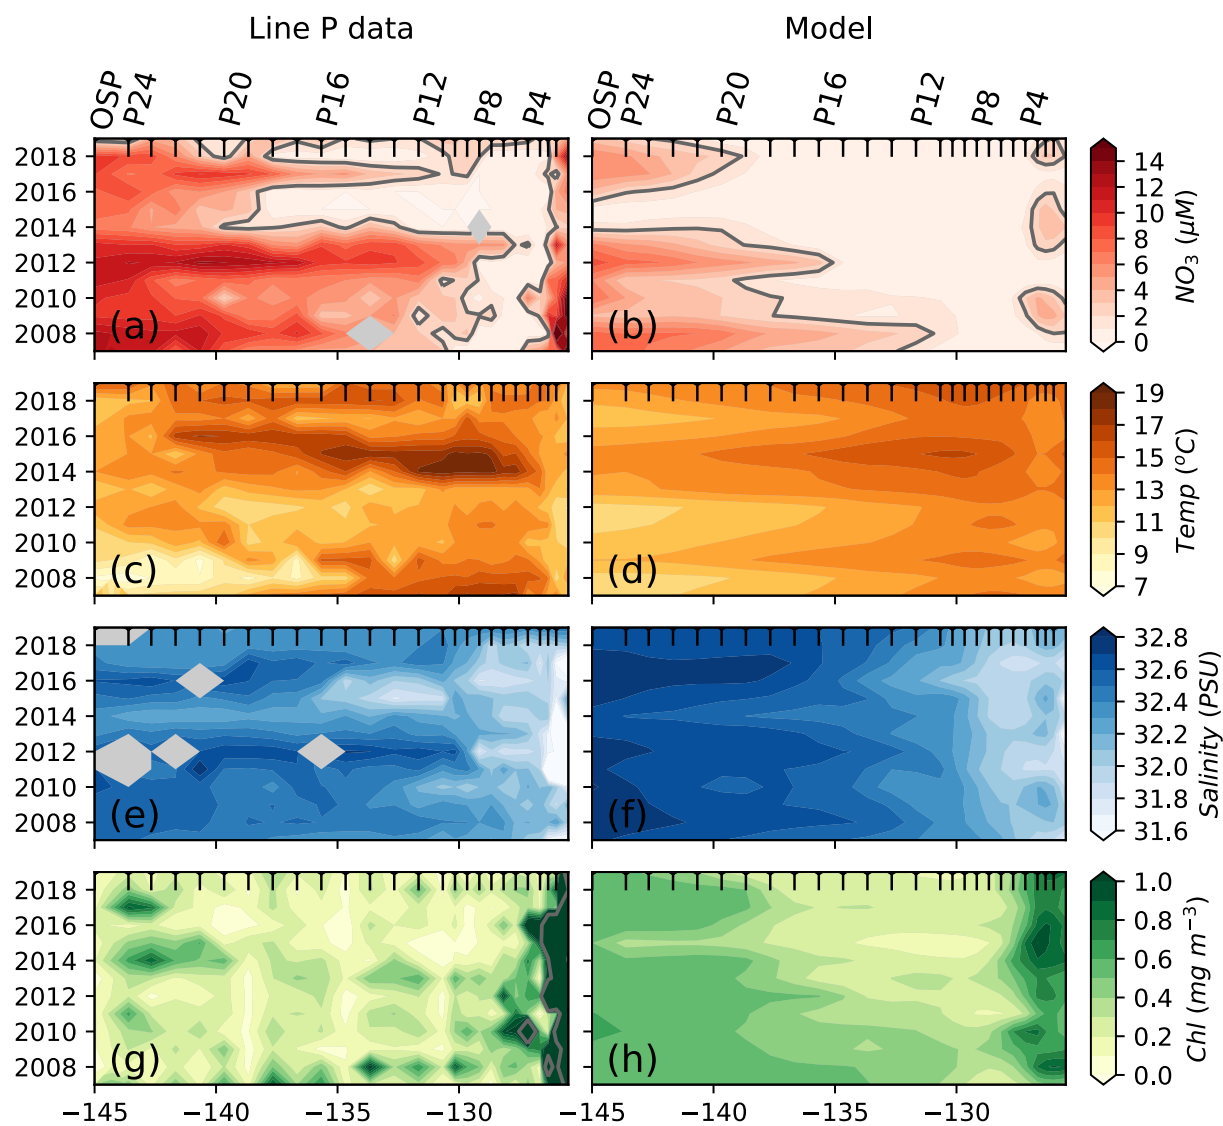 Line P data
Model
OSP P24 P20 P16 P12 P8 P4
OSP P24 P20 P16 P12 P8 P4
2018
2016
2014
2012
2010
2008
(a)
(b)
14
12
10
8
6
4
2
0
NO3 (μM)
2018
2016
2014
2012
2010
2008
(c)
(d)
19
17
15
13
11
9
7
Temp (°C)
2018
2016
2014
2012
2010
2008
(e)
(f)
32.8
32.6
32.4
32.2
32.0
31.8
31.6
Salinity (PSU)
2018
2016
2014
2012
2010
2008
(g)
(h)
1.0
0.8
0.6
0.4
0.2
0.0
Chl (mg m⁻³)
−145 −140 −135 −130
−145 −140 −135 −130